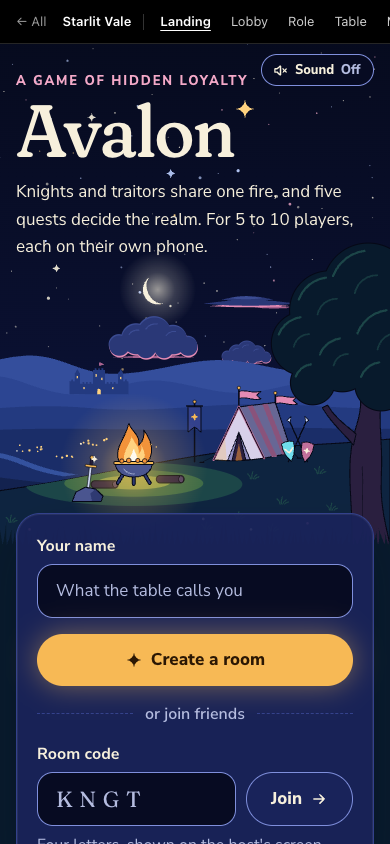 ← All Starlit Vale Landing Lobby Role Table
Sound Off
A GAME OF HIDDEN LOYALTY
Avalon
Knights and traitors share one fire, and five
quests decide the realm. For 5 to 10 players,
each on their own phone.
Your name
What the table calls you
Create a room
or join friends
Room code
KNGT
Join →
Four letters, shown on the host's screen